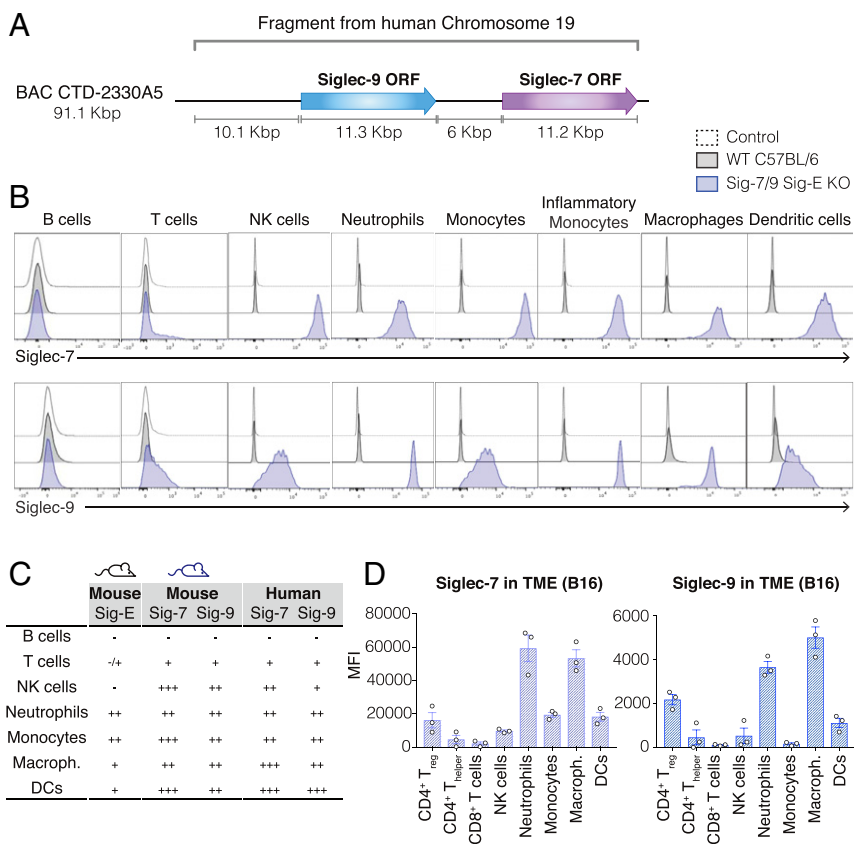 A
Fragment from human Chromosome 19
BAC CTD-2330A5
91.1 Kbp
Siglec-9 ORF
Siglec-7 ORF
10.1 Kbp
11.3 Kbp
6 Kbp
11.2 Kbp
Control
WT C57BL/6
Sig-7/9 Sig-E KO
B
B cells
T cells
NK cells
Neutrophils
Monocytes
Inflammatory
Monocytes
Macrophages
Dendritic cells
Siglec-7
Siglec-9
C
Mouse Mouse Human
Sig-E Sig-7 Sig-9 Sig-7 Sig-9
B cells - - - - -
T cells -/+ + + + +
NK cells - +++ ++ ++ +
Neutrophils ++ ++ ++ ++ ++
Monocytes ++ +++ ++ ++ ++
Macroph. + ++ ++ +++ ++
DCs + +++ ++ +++ +++
D
Siglec-7 in TME (B16)
MFI
80000
60000
40000
20000
0
CD4+ Treg
CD4+ Thelper
CD8+ T cells
NK cells
Neutrophils
Monocytes
Macroph.
DCs
Siglec-9 in TME (B16)
6000
4000
2000
0
CD4+ Treg
CD4+ Thelper
CD8+ T cells
NK cells
Neutrophils
Monocytes
Macroph.
DCs